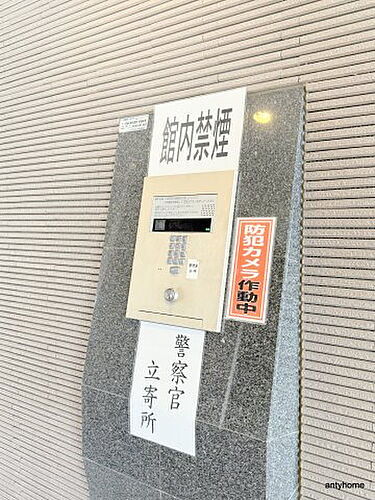 館内禁煙
防犯カメラ作動中
警察官
立寄所
antyhome